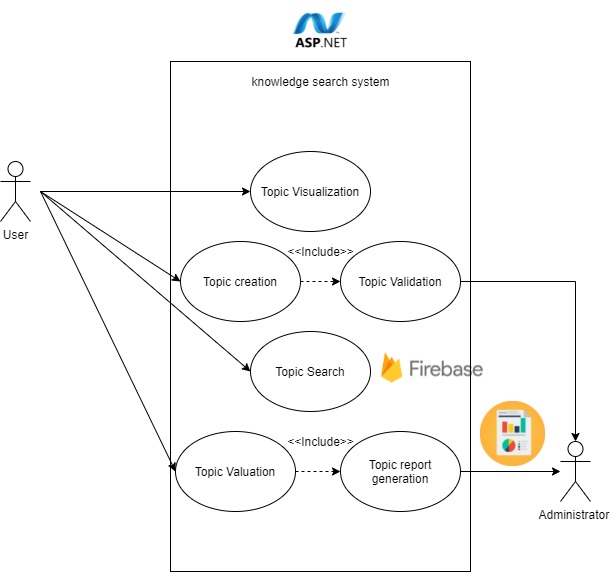 ASP.NET
knowledge search system
Topic Visualization
User
<<Include>>
Topic creation
Topic Validation
Topic Search
Firebase
<<Include>>
Topic Valuation
Topic report
generation
Administrator